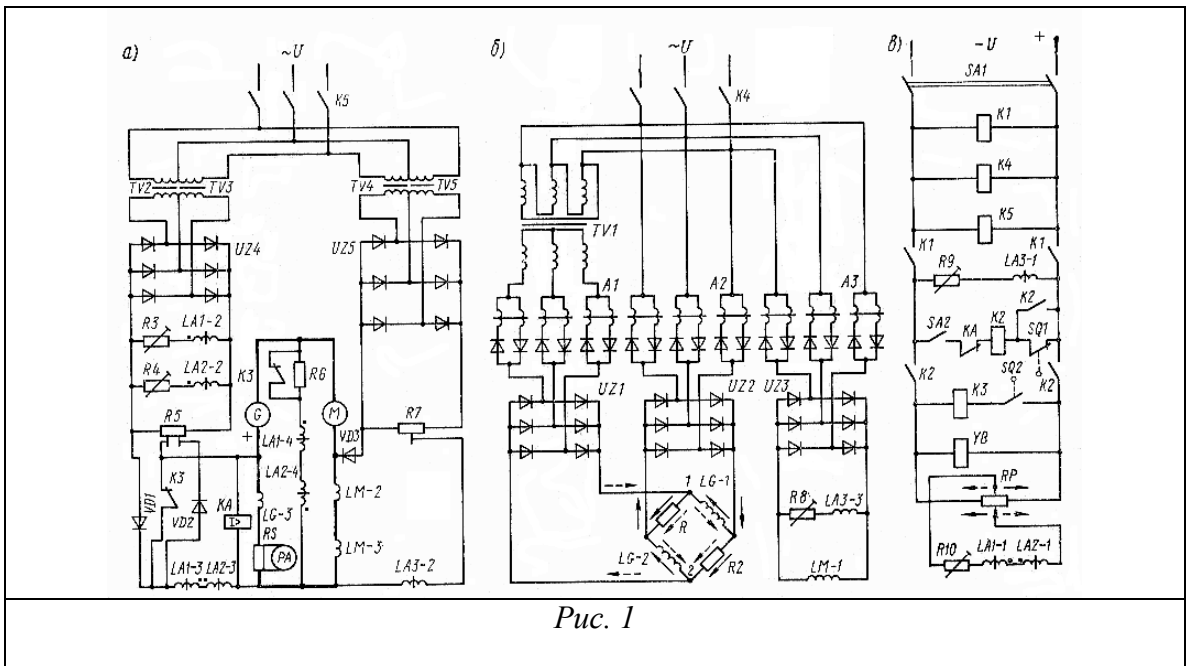 а)
~U
K5
TV2
TV3
TV4
TV5
UZ4
UZ5
R3
LA1-2
R4
LA2-2
R5
K3
R6
G
+
M
LA1-4
VD3
R7
K3
VD1
VD2
KA
I>
LA2-4
LM-2
LG-3
RS
PA
LM-3
LA1-3
LA2-3
LA3-2
б)
~U
K4
TV1
A1
A2
A3
UZ1
UZ2
UZ3
1
LG-1
R
LG-2
2
R2
R8
LA3-3
LM-1
в)
-U
+
SA1
K1
K4
K5
K1
K1
R9
LA3-1
K2
SA2
KA
K2
SQ1
K2
SQ2
K2
K3
YB
RP
R10
LA1-1
LA2-1
Рис. 1